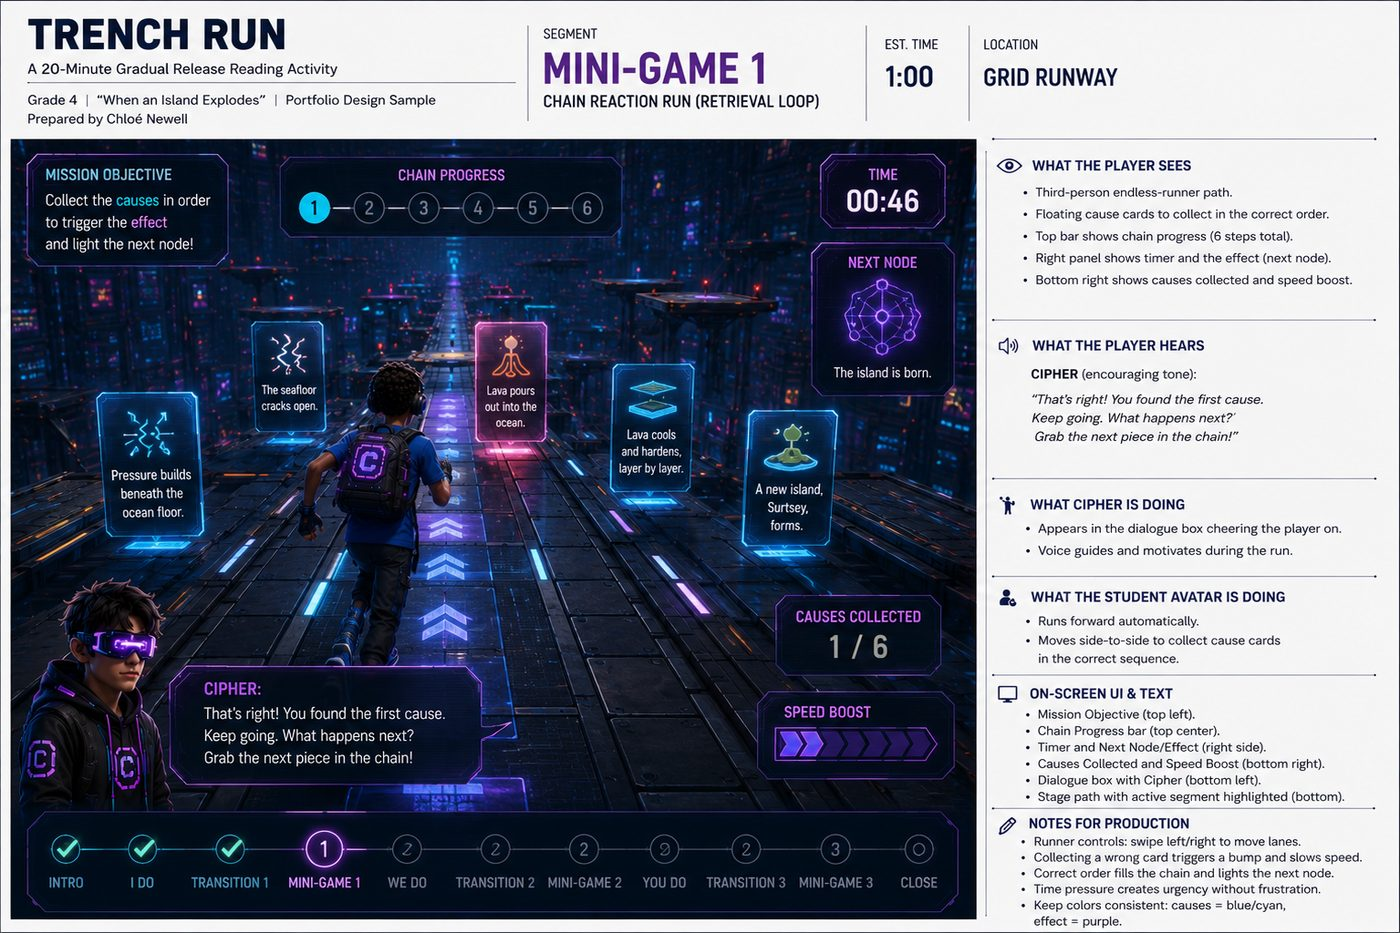 TRENCH RUN
A 20-Minute Gradual Release Reading Activity
Grade 4 | “When an Island Explodes” | Portfolio Design Sample
Prepared by Chloé Newell
SEGMENT
MINI-GAME 1
CHAIN REACTION RUN (RETRIEVAL LOOP)
EST. TIME
1:00
LOCATION
GRID RUNWAY
MISSION OBJECTIVE
Collect the causes in order
to trigger the effect
and light the next node!
CHAIN PROGRESS
1 2 3 4 5 6
TIME
00:46
NEXT NODE
The island is born.
Pressure builds
beneath the
ocean floor.
The seafloor
cracks open.
Lava pours
out into the
ocean.
Lava cools
and hardens,
layer by layer.
A new island,
Surtsey,
forms.
C
CAUSES COLLECTED
1 / 6
SPEED BOOST
C C
CIPHER:
That's right! You found the first cause.
Keep going. What happens next?
Grab the next piece in the chain!
1 2 2 2 2 3
INTRO I DO TRANSITION 1 MINI-GAME 1 WE DO TRANSITION 2 MINI-GAME 2 YOU DO TRANSITION 3 MINI-GAME 3 CLOSE
WHAT THE PLAYER SEES
• Third-person endless-runner path.
• Floating cause cards to collect in the correct order.
• Top bar shows chain progress (6 steps total).
• Right panel shows timer and the effect (next node).
• Bottom right shows causes collected and speed boost.
WHAT THE PLAYER HEARS
CIPHER (encouraging tone):
“That's right! You found the first cause.
Keep going. What happens next?'
Grab the next piece in the chain!”
WHAT CIPHER IS DOING
• Appears in the dialogue box cheering the player on.
• Voice guides and motivates during the run.
WHAT THE STUDENT AVATAR IS DOING
• Runs forward automatically.
• Moves side-to-side to collect cause cards
in the correct sequence.
ON-SCREEN UI & TEXT
• Mission Objective (top left).
• Chain Progress bar (top center).
• Timer and Next Node/Effect (right side).
• Causes Collected and Speed Boost (bottom right).
• Dialogue box with Cipher (bottom left).
• Stage path with active segment highlighted (bottom).
NOTES FOR PRODUCTION
• Runner controls: swipe left/right to move lanes.
• Collecting a wrong card triggers a bump and slows speed.
• Correct order fills the chain and lights the next node.
• Time pressure creates urgency without frustration.
• Keep colors consistent: causes = blue/cyan,
effect = purple.